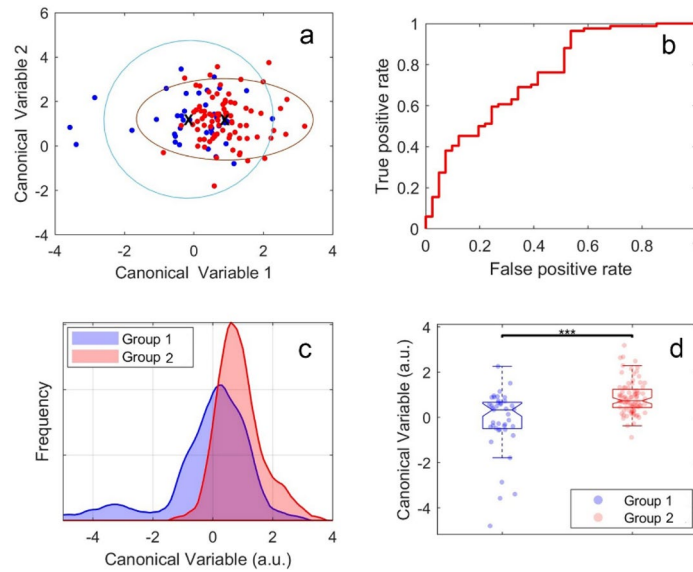 a
6
4
2
0
-2
-4
-4
-2
0
2
4
Canonical Variable 2
X X
Canonical Variable 1
b
1
0.8
0.6
0.4
0.2
0
0
0.2
0.4
0.6
0.8
True positive rate
False positive rate
c
Group 1
Group 2
Frequency
-4
-2
0
2
4
Canonical Variable (a.u.)
d
***
4
2
0
-2
-4
Canonical Variable (a.u.)
Group 1
Group 2